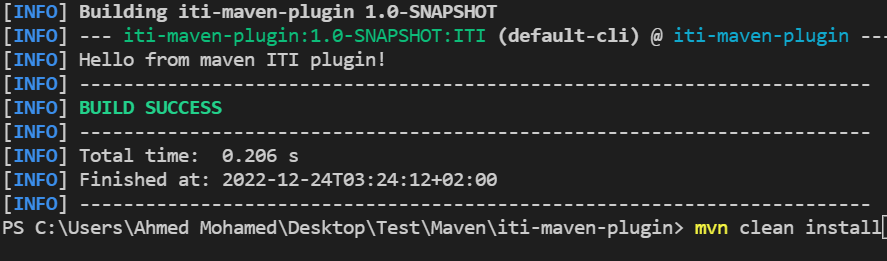 [INFO] Building iti-maven-plugin 1.0-SNAPSHOT
[INFO] --- iti-maven-plugin:1.0-SNAPSHOT:ITI (default-cli) @ iti-maven-plugin ---
[INFO] Hello from maven ITI plugin!
[INFO] ------------------------------------------------------------------------
[INFO] BUILD SUCCESS
[INFO] ------------------------------------------------------------------------
[INFO] Total time:  0.206 s
[INFO] Finished at: 2022-12-24T03:24:12+02:00
[INFO] ------------------------------------------------------------------------
PS C:\Users\Ahmed Mohamed\Desktop\Test\Maven\iti-maven-plugin> mvn clean install